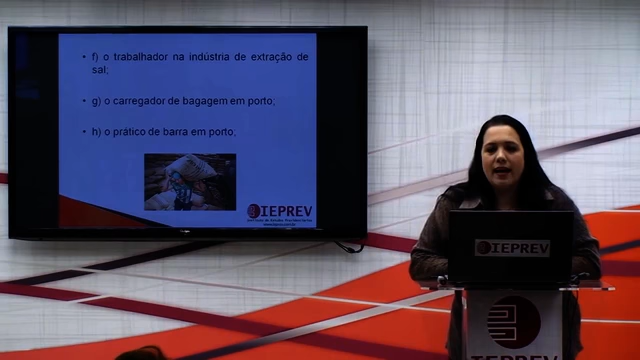 • f) o trabalhador na indústria de extração de
sal;
• g) o carregador de bagagem em porto;
• h) o prático de barra em porto;
IEPREV
IEPREV
IEPREV